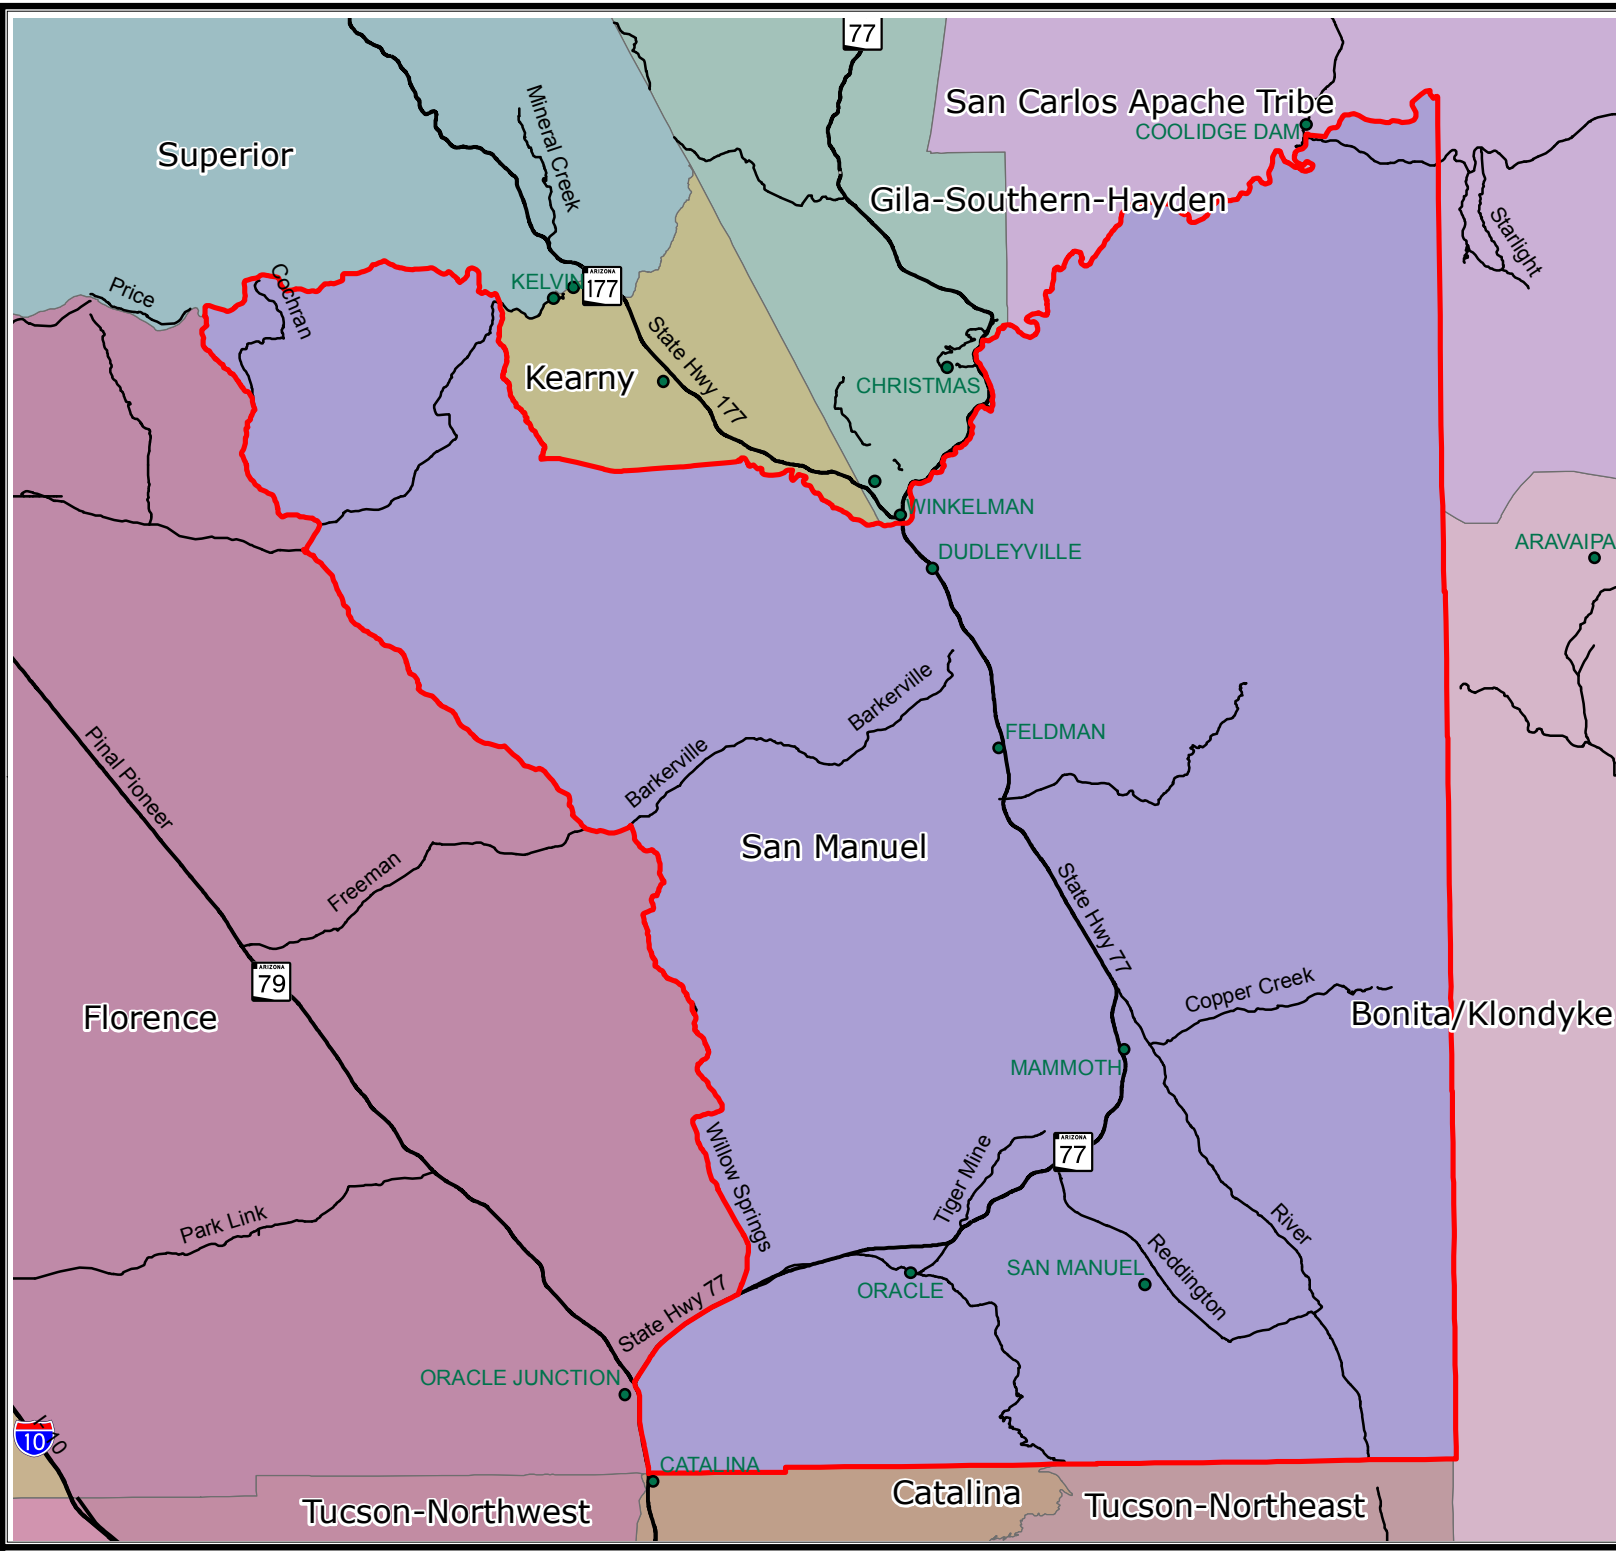 77
San Carlos Apache Tribe
COOLIDGE DAM
Mineral Creek
Superior
Gila-Southern-Hayden
Starlight
Price
Cochran
KELVIN
ARIZONA
177
State Hwy 177
Kearny
CHRISTMAS
WINKELMAN
DUDLEYVILLE
ARAVAIPA
Barkerville
FELDMAN
Barkerville
Pinal Pioneer
San Manuel
Freeman
State Hwy 77
ARIZONA
79
Florence
Copper Creek
Bonita/Klondyke
MAMMOTH
ARIZONA
77
Willow Springs
Tiger Mine
Park Link
River
Reddington
SAN MANUEL
ORACLE
State Hwy 77
ORACLE JUNCTION
10
CATALINA
Catalina
Tucson-Northwest
Tucson-Northeast